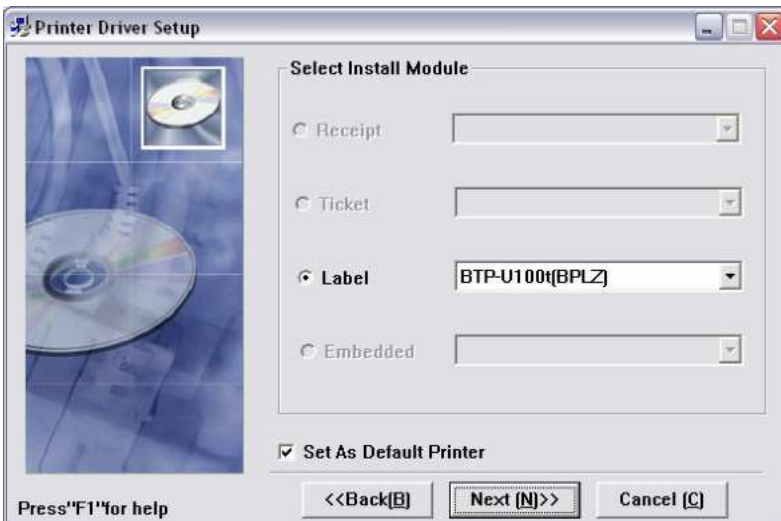 Printer Driver Setup
Select Install Module
Receipt
Ticket
Label BTP-U100t(BPLZ)
Embedded
Set As Default Printer
Press"F1"for help
<<Back(B) Next (N)>> Cancel (C)